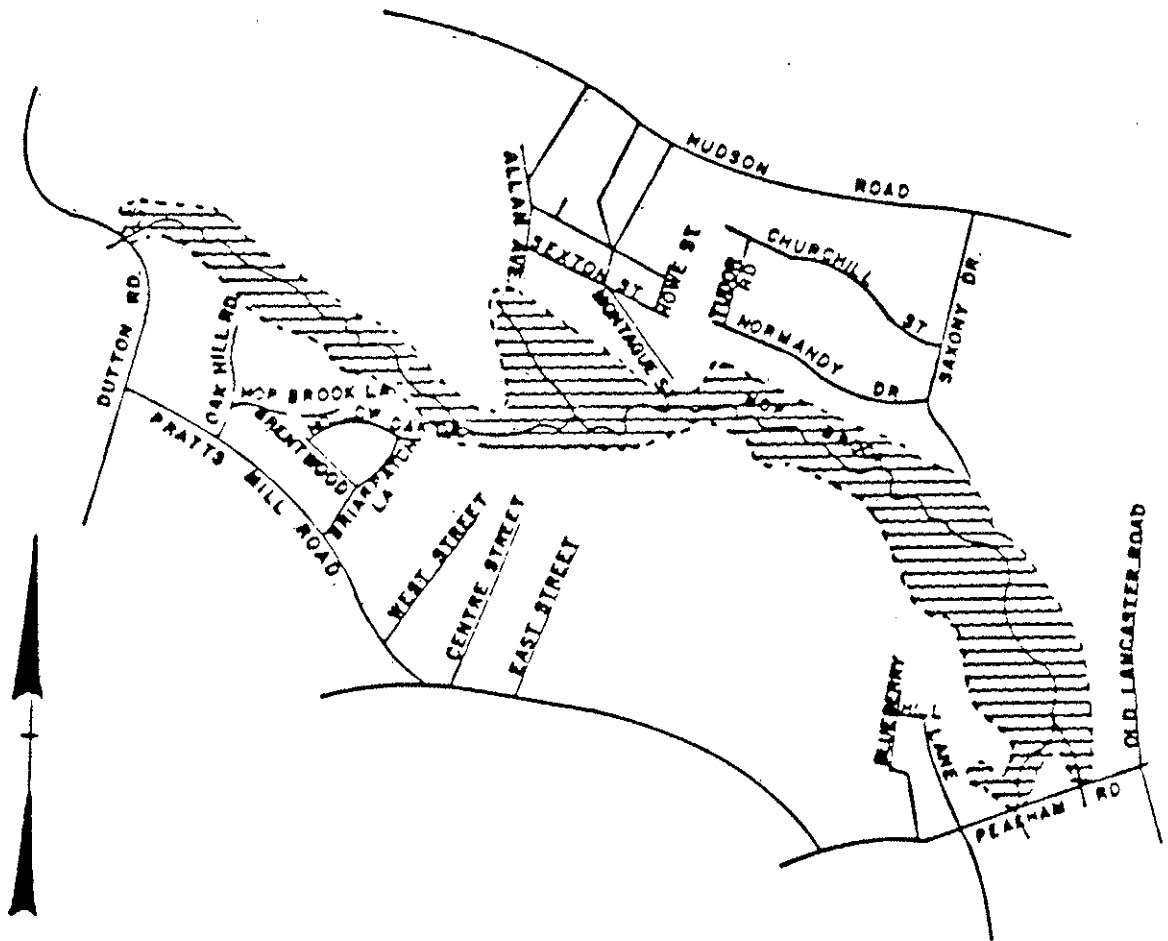 HUDSON ROAD
ALLAN AVE.
SEXTON ST
HOWE ST
MONTAGUE S
TUDOR RD
CHURCHILL ST
NORMANDY DR
SAXONY DR.
DUTTON RD.
OAK HILL RD.
HOP BROOK LA
BRENTWOOD
BRIARPATCH LA
PRATTS MILL ROAD
HOP
WEST STREET
CENTRE STREET
EAST STREET
BLUEBERRY
LANE
PEAKHAM RD
OLD LANCASTER ROAD